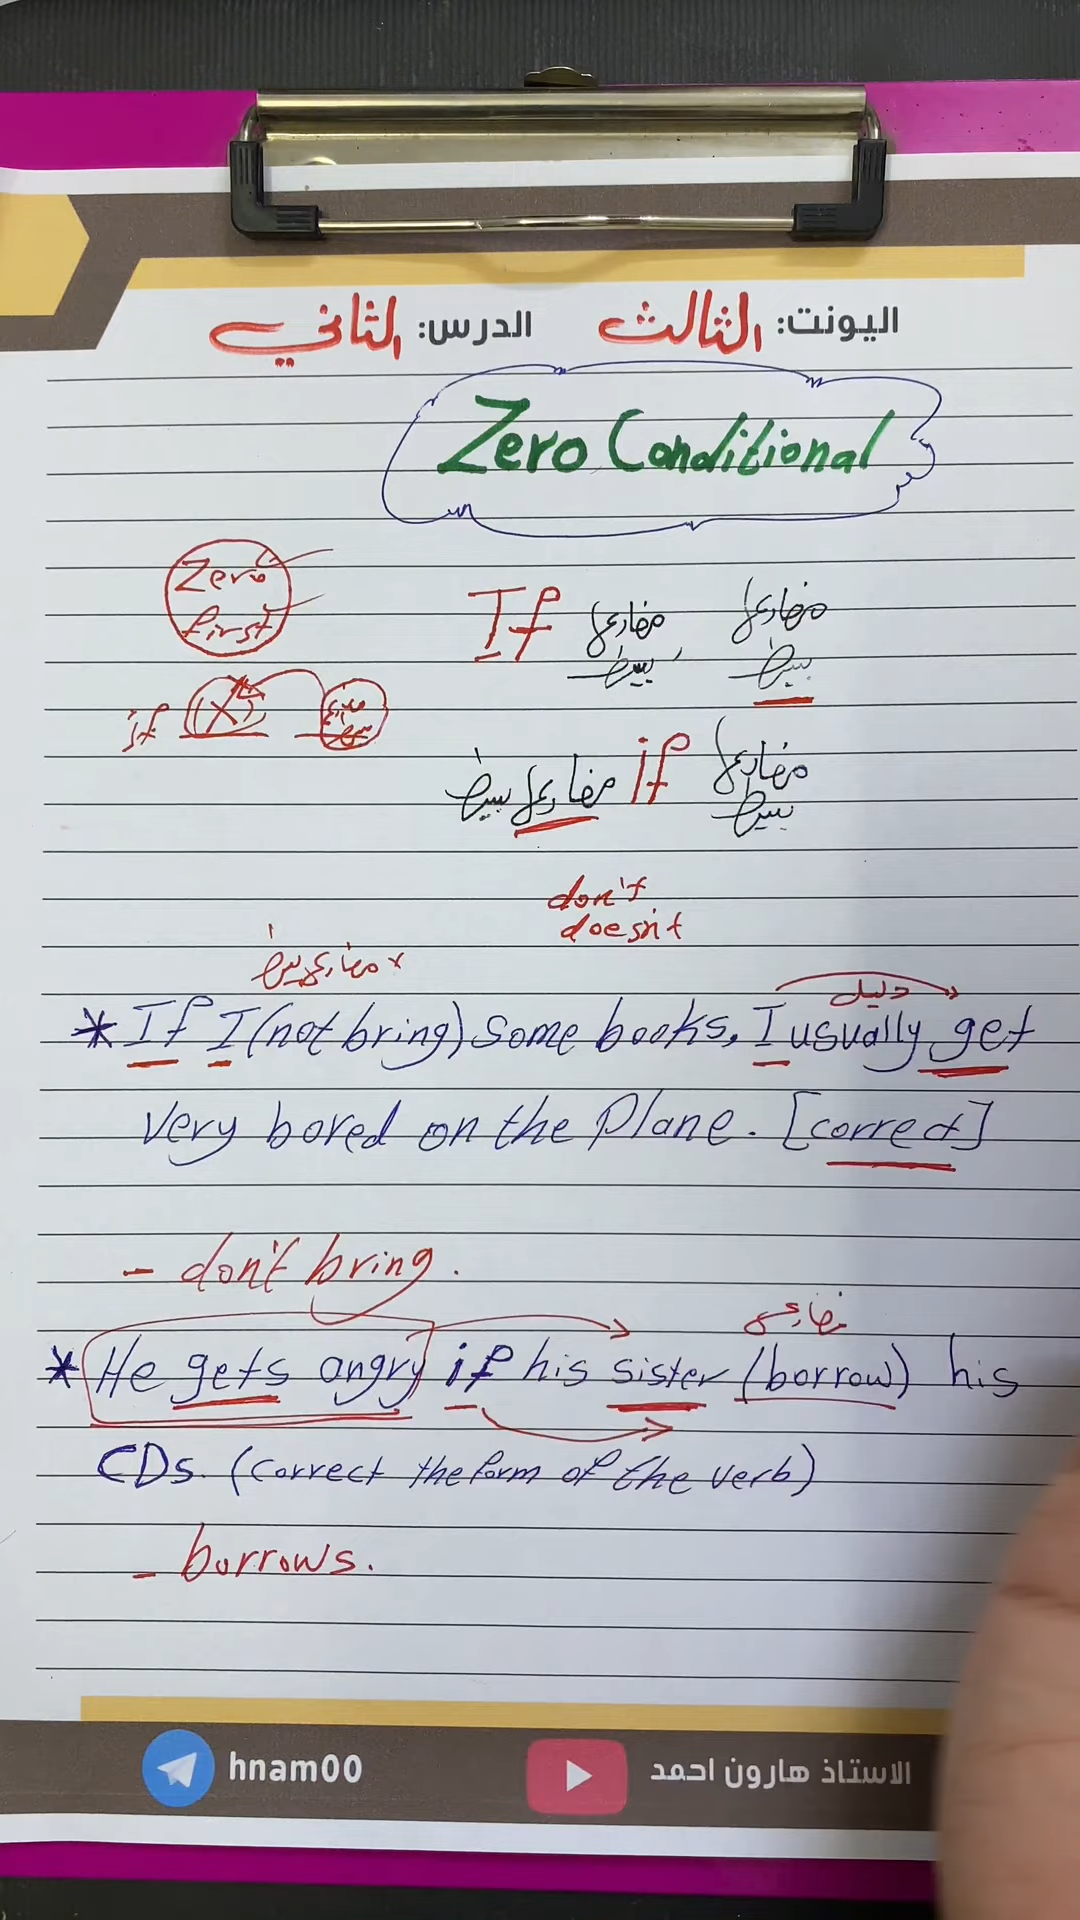 اليونت: الثالث الدرس: الثاني
Zero Conditional
Zero
first
If مضارع بسيط, مضارع بسيط
if (X) مضارع بسيط
مضارع بسيط if مضارع بسيط
don't
doesn't
مضارع بسيط x
دليل
* If I (not bring) Some books, I usually get
very bored on the Plane. [correct]
- don't bring.
مضارع
* He gets angry if his sister (borrow) his
CDs. (Correct the form of the verb)
- borrows.
hnam00
الاستاذ هارون احمد